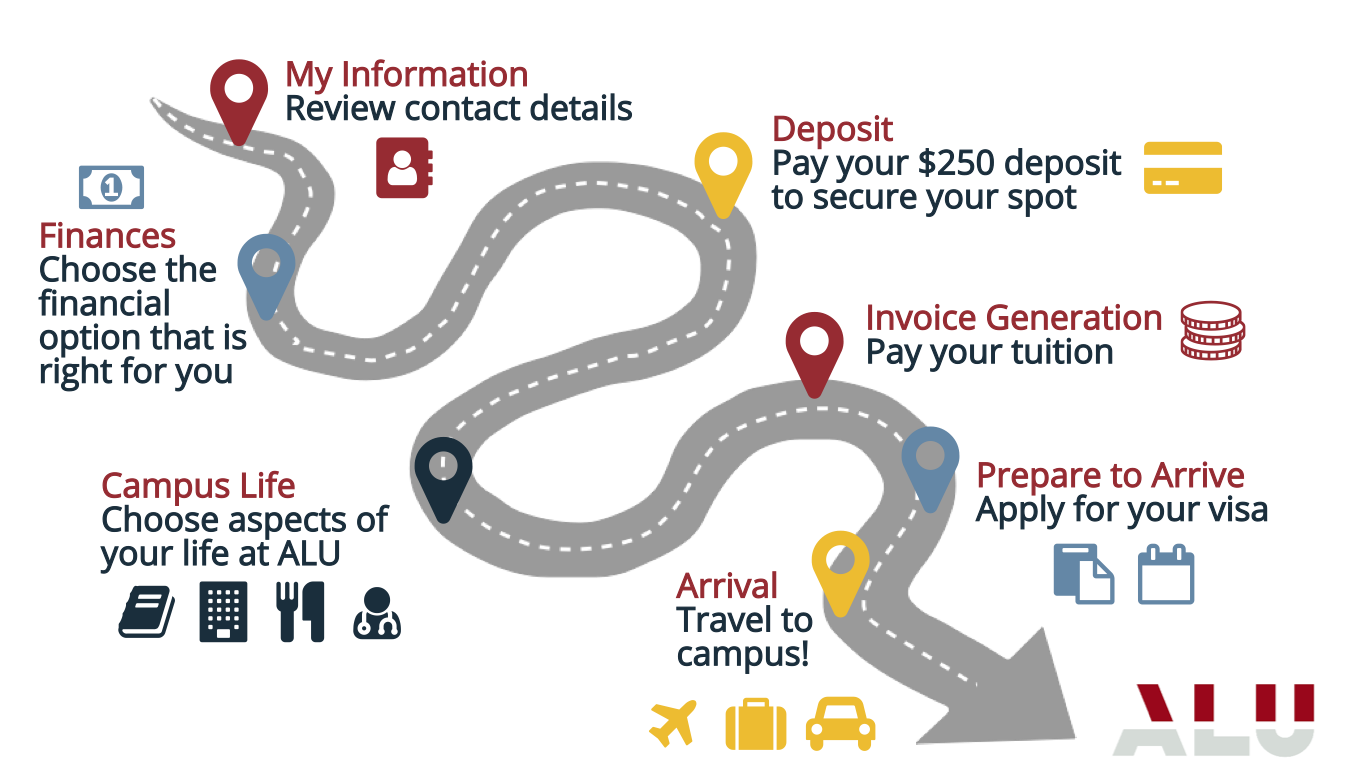 My Information
Review contact details
Deposit
Pay your $250 deposit
to secure your spot
1
Finances
Choose the
financial
option that is
right for you
Invoice Generation
Pay your tuition
Campus Life
Choose aspects of
your life at ALU
Prepare to Arrive
Apply for your visa
Arrival
Travel to
campus!
ALU